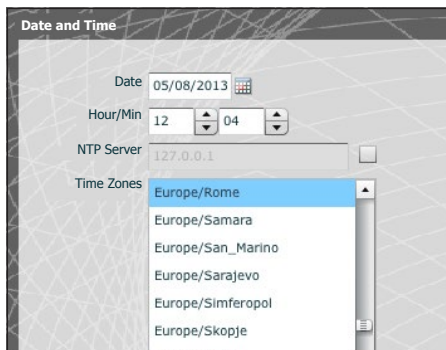 Date and Time
Date 05/08/2013
Hour/Min 12 04
NTP Server 127.0.0.1
Time Zones Europe/Rome
Europe/Samara
Europe/San_Marino
Europe/Sarajevo
Europe/Simferopol
Europe/Skopje